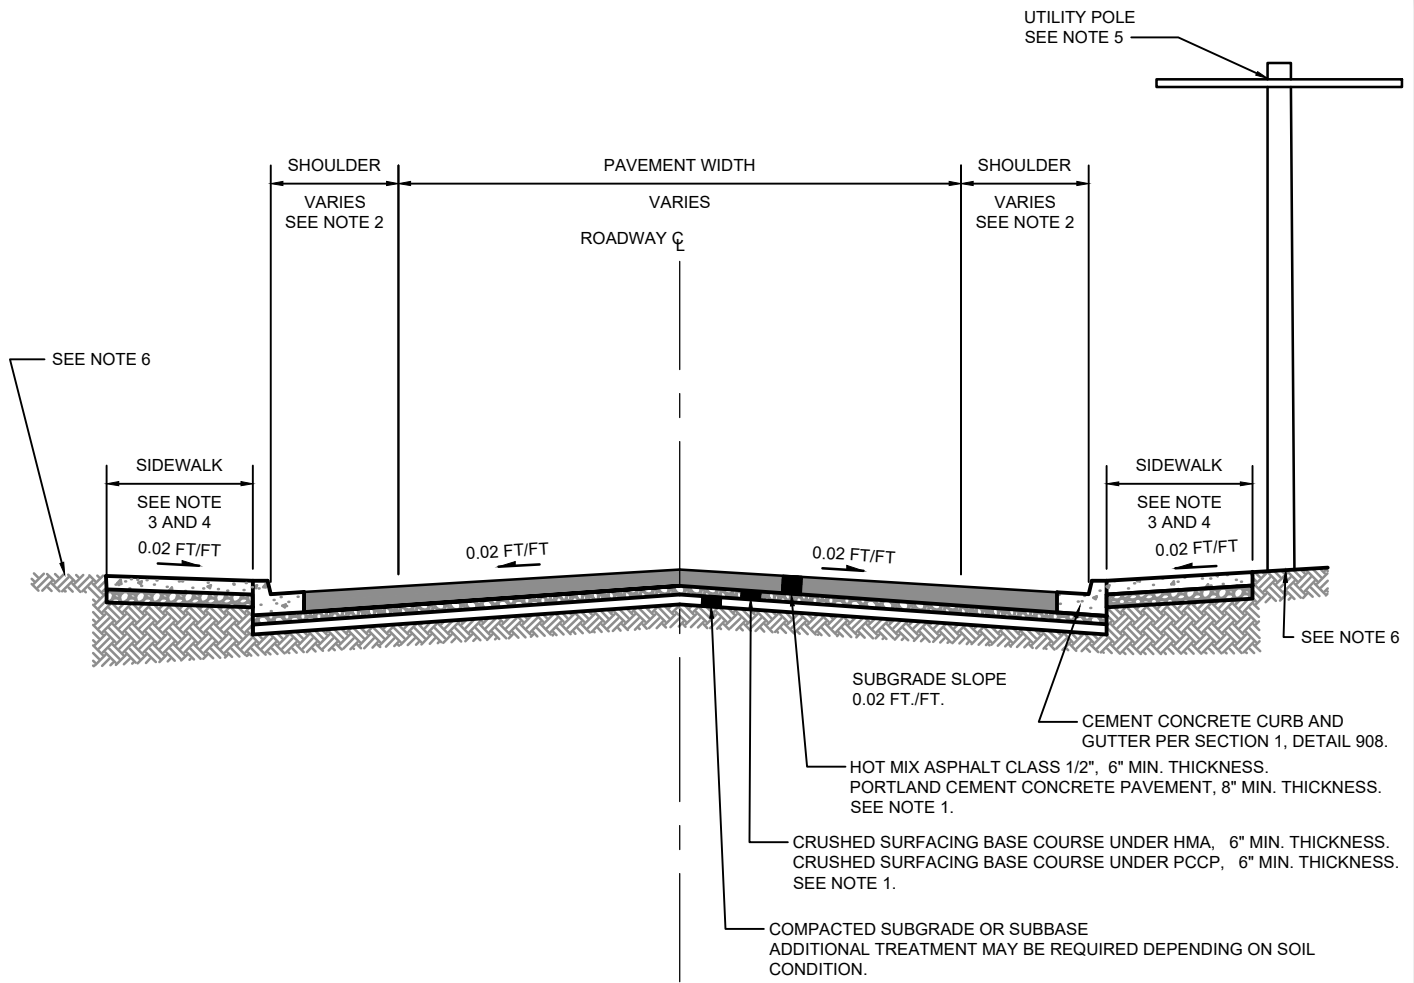 UTILITY POLE
SEE NOTE 5
SHOULDER
VARIES
SEE NOTE 2
PAVEMENT WIDTH
VARIES
SHOULDER
VARIES
SEE NOTE 2
ROADWAY ℄
SEE NOTE 6
SIDEWALK
SEE NOTE
3 AND 4
0.02 FT/FT
0.02 FT/FT
0.02 FT/FT
SIDEWALK
SEE NOTE
3 AND 4
0.02 FT/FT
SEE NOTE 6
SUBGRADE SLOPE
0.02 FT./FT.
CEMENT CONCRETE CURB AND
GUTTER PER SECTION 1, DETAIL 908.
HOT MIX ASPHALT CLASS 1/2", 6" MIN. THICKNESS.
PORTLAND CEMENT CONCRETE PAVEMENT, 8" MIN. THICKNESS.
SEE NOTE 1.
CRUSHED SURFACING BASE COURSE UNDER HMA, 6" MIN. THICKNESS.
CRUSHED SURFACING BASE COURSE UNDER PCCP, 6" MIN. THICKNESS.
SEE NOTE 1.
COMPACTED SUBGRADE OR SUBBASE
ADDITIONAL TREATMENT MAY BE REQUIRED DEPENDING ON SOIL
CONDITION.